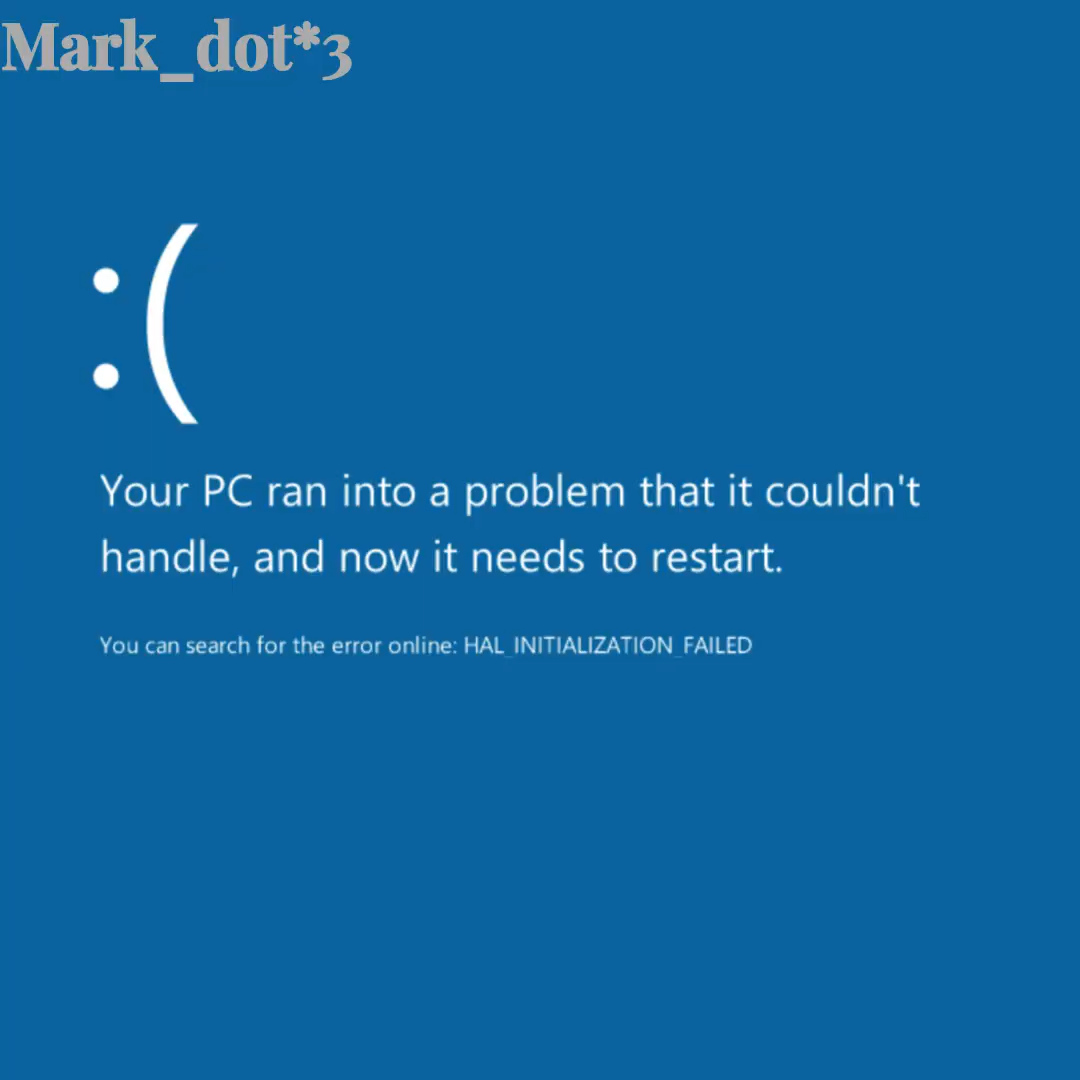 Mark_dot*3
:(
Your PC ran into a problem that it couldn't
handle, and now it needs to restart.
You can search for the error online: HAL_INITIALIZATION_FAILED